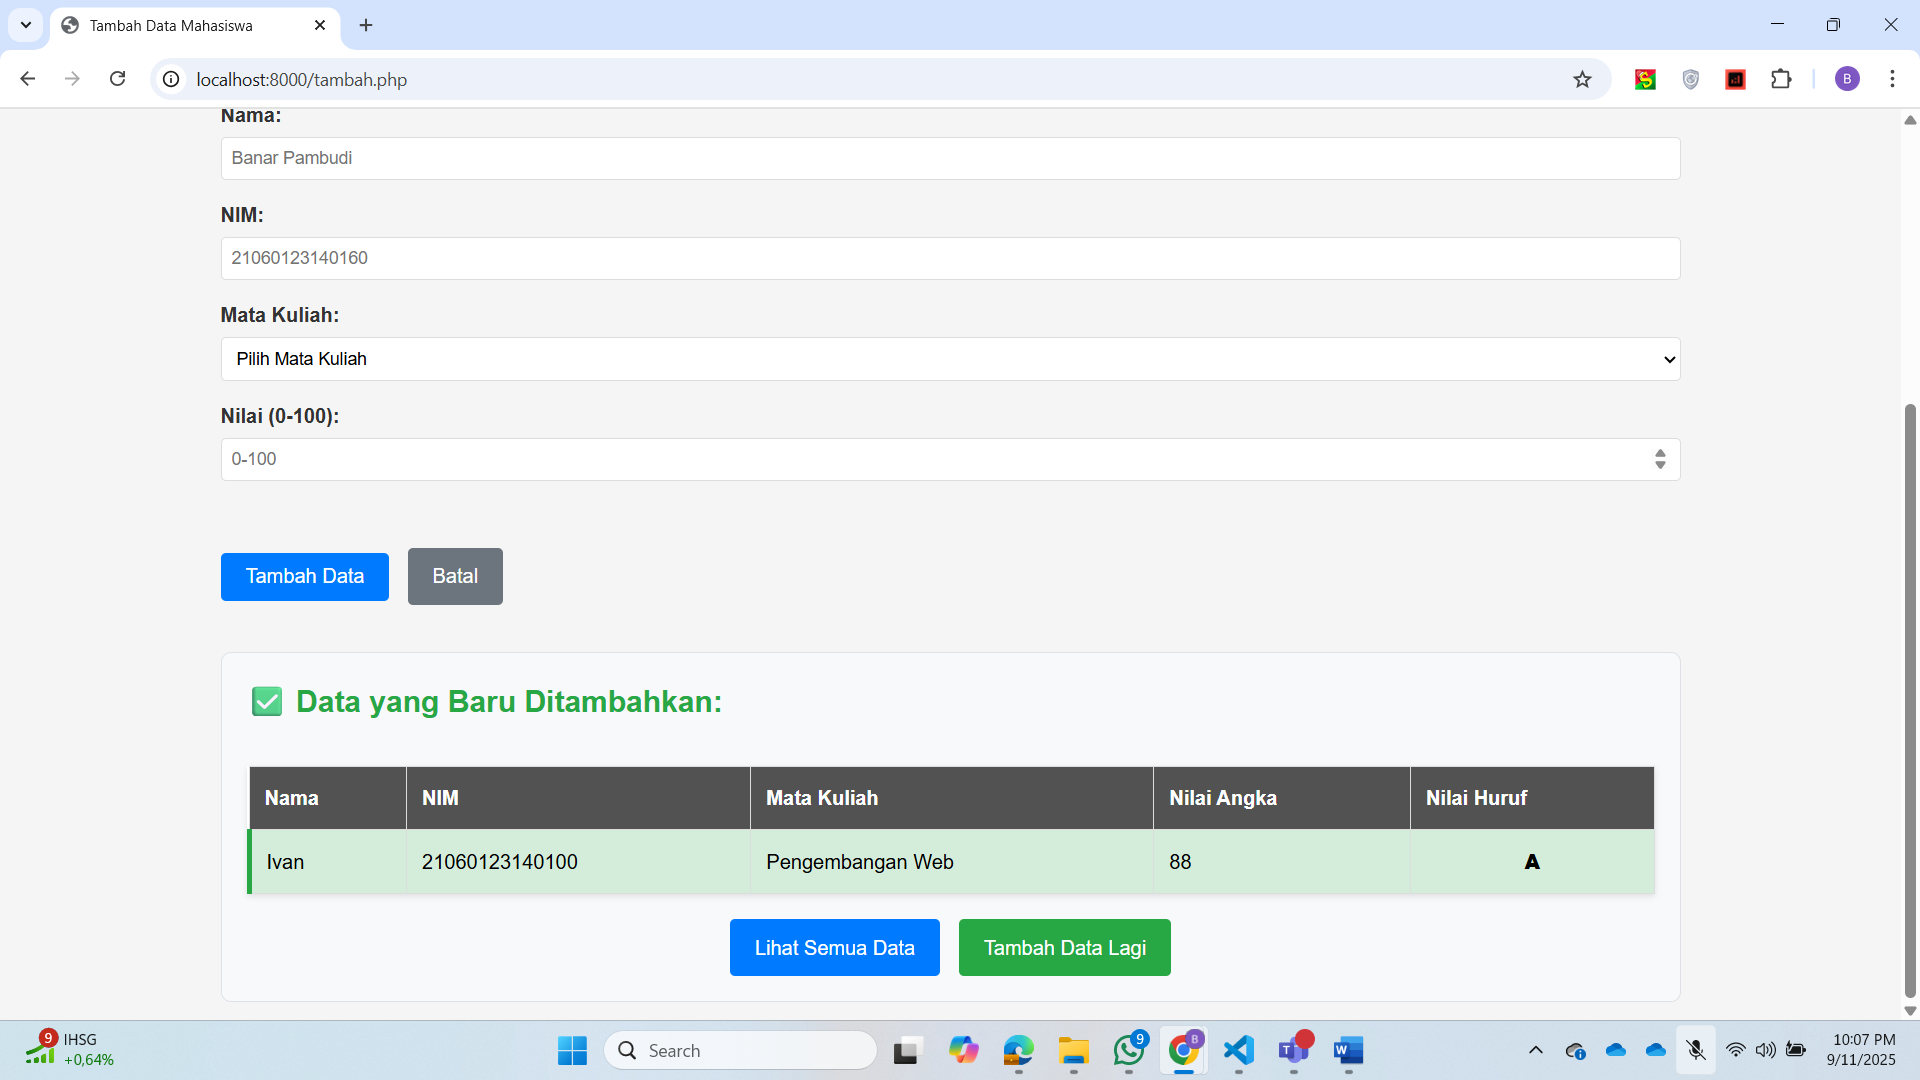 Tambah Data Mahasiswa
localhost:8000/tambah.php
B
Nama:
Banar Pambudi
NIM:
21060123140160
Mata Kuliah:
Pilih Mata Kuliah
Nilai (0-100):
0-100
Tambah Data Batal
Data yang Baru Ditambahkan:
Nama NIM Mata Kuliah Nilai Angka Nilai Huruf
Ivan 21060123140100 Pengembangan Web 88 A
Lihat Semua Data Tambah Data Lagi
9 IHSG
+0,64%
Search
9
B
T
W
10:07 PM
9/11/2025